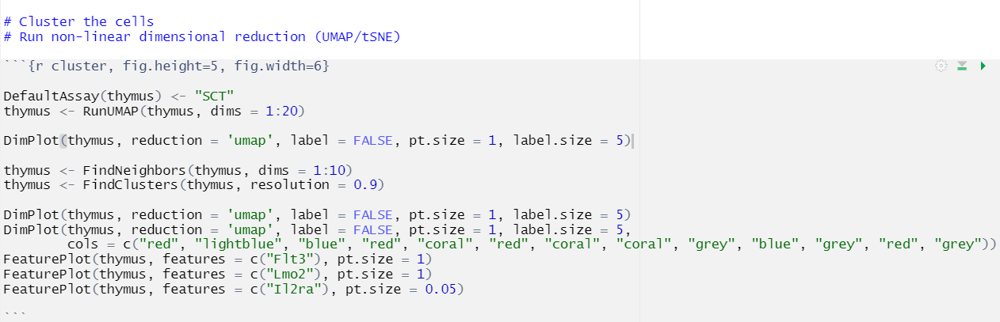 # Cluster the cells
# Run non-linear dimensional reduction (UMAP/tSNE)
```{r cluster, fig.height=5, fig.width=6}
DefaultAssay(thymus) <- "SCT"
thymus <- RunUMAP(thymus, dims = 1:20)
DimPlot(thymus, reduction = 'umap', label = FALSE, pt.size = 1, label.size = 5)
thymus <- FindNeighbors(thymus, dims = 1:10)
thymus <- FindClusters(thymus, resolution = 0.9)
DimPlot(thymus, reduction = 'umap', label = FALSE, pt.size = 1, label.size = 5)
DimPlot(thymus, reduction = 'umap', label = FALSE, pt.size = 1, label.size = 5,
        cols = c("red", "lightblue", "blue", "red", "coral", "red", "coral", "coral", "grey", "blue", "grey", "red", "grey"))
FeaturePlot(thymus, features = c("Flt3"), pt.size = 1)
FeaturePlot(thymus, features = c("Lmo2"), pt.size = 1)
FeaturePlot(thymus, features = c("Il2ra"), pt.size = 0.05)
```